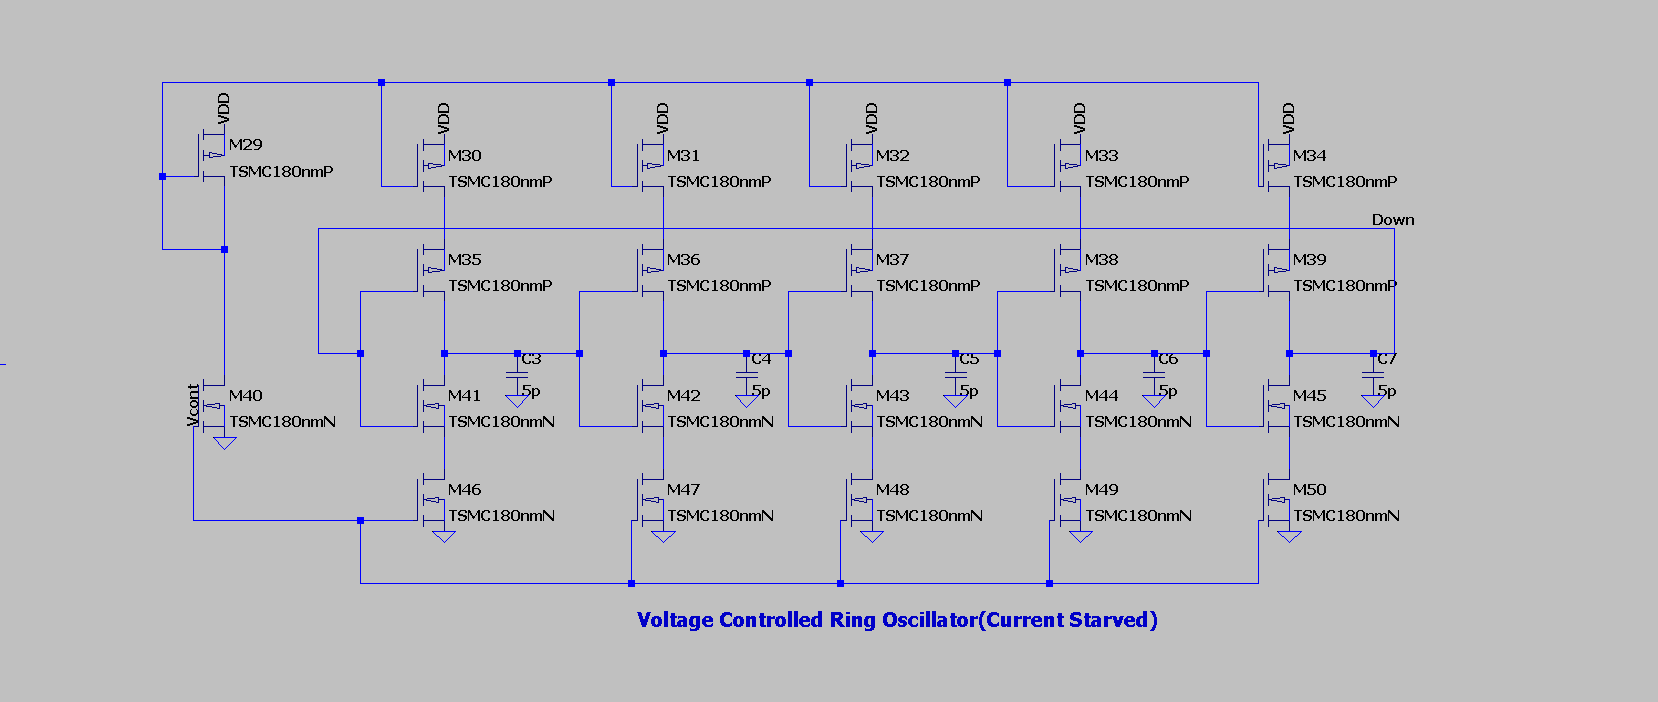 VDD
M29
TSMC180nmP
VDD
M30
TSMC180nmP
VDD
M31
TSMC180nmP
VDD
M32
TSMC180nmP
VDD
M33
TSMC180nmP
VDD
M34
TSMC180nmP
Down
M35
TSMC180nmP
M36
TSMC180nmP
M37
TSMC180nmP
M38
TSMC180nmP
M39
TSMC180nmP
C3
5p
C4
5p
C5
5p
C6
5p
C7
5p
Vcont
M40
TSMC180nmN
M41
TSMC180nmN
M42
TSMC180nmN
M43
TSMC180nmN
M44
TSMC180nmN
M45
TSMC180nmN
M46
TSMC180nmN
M47
TSMC180nmN
M48
TSMC180nmN
M49
TSMC180nmN
M50
TSMC180nmN
Voltage Controlled Ring Oscillator(Current Starved)